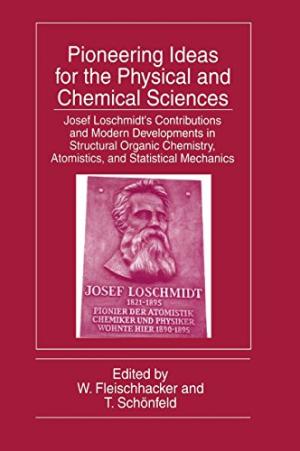 Pioneering Ideas
for the Physical and
Chemical Sciences
Josef Loschmidt's Contributions
and Modern Developments in
Structural Organic Chemistry,
Atomistics, and Statistical Mechanics
JOSEF LOSCHMIDT
1821-1895
PIONIER DER ATOMISTIK
CHEMIKER UND PHYSIKER
WOHNTE HIER 1890-1895
Edited by
W. Fleischhacker and
T. Schönfeld